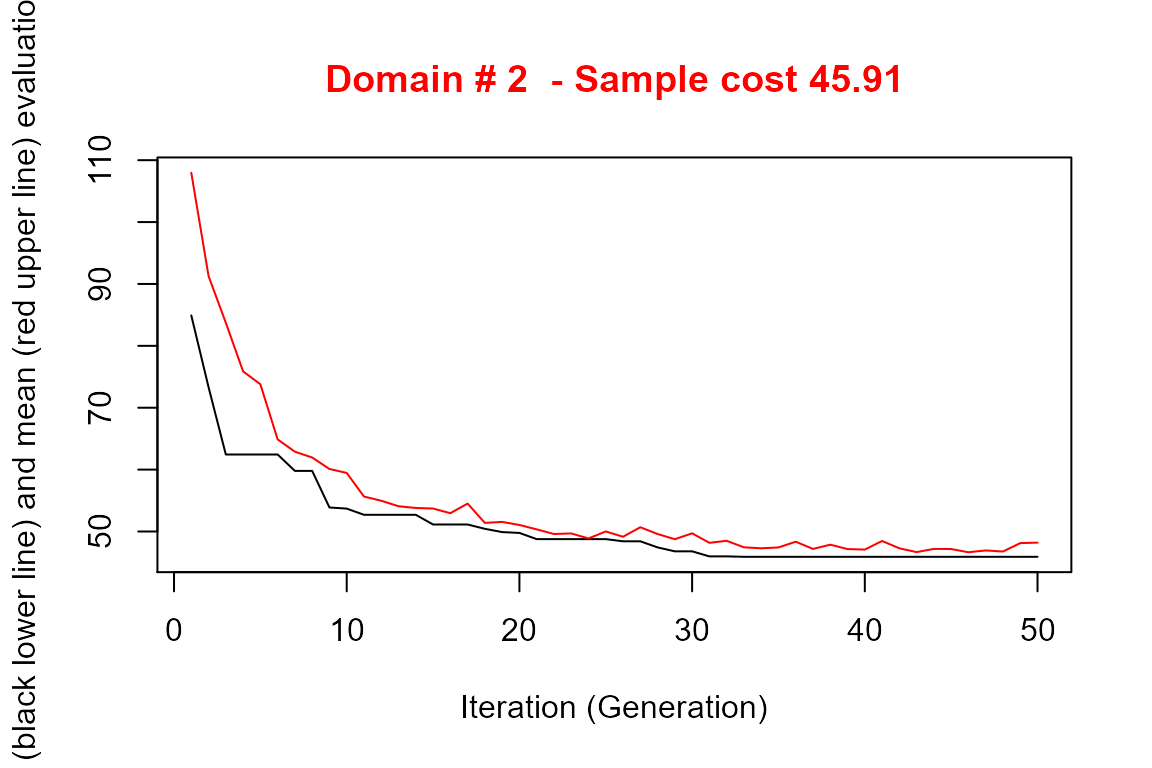 Domain # 2  - Sample cost 45.91
(black lower line) and mean (red upper line) evaluatio
110
90
70
50
0 10 20 30 40 50
Iteration (Generation)